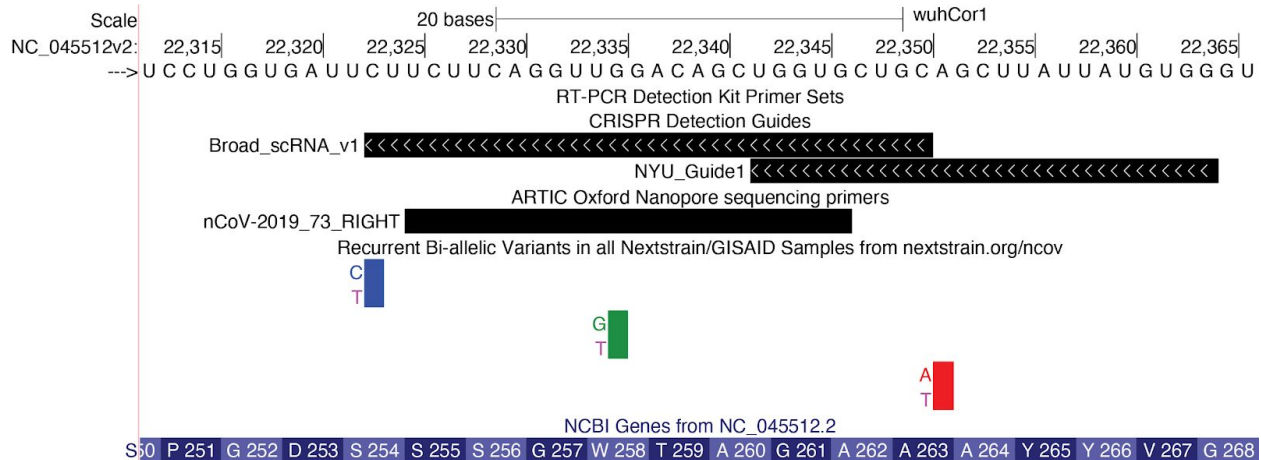 Scale 20 bases wuhCor1
NC_045512v2: 22,315 22,320 22,325 22,330 22,335 22,340 22,345 22,350 22,355 22,360 22,365
---> U C C U G G U G A U U C U U C U U C A G G U U G G A C A G C U G G U G C U G C A G C U U A U U A U G U G G G U
RT-PCR Detection Kit Primer Sets
CRISPR Detection Guides
Broad_scRNA_v1
NYU_Guide1
ARTIC Oxford Nanopore sequencing primers
nCoV-2019_73_RIGHT
Recurrent Bi-allelic Variants in all Nextstrain/GISAID Samples from nextstrain.org/ncov
C
T
G
T
A
T
NCBI Genes from NC_045512.2
S 50 P 251 G 252 D 253 S 254 S 255 S 256 G 257 W 258 T 259 A 260 G 261 A 262 A 263 A 264 Y 265 Y 266 V 267 G 268